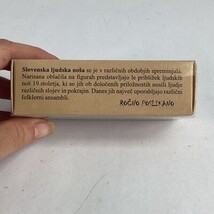 Slovenska ljudska noša se je v različnih obdobjih spreminjala.
Narisana oblačila na figurah predstavljajo le približek ljudskih
noš 19. stoletja, ki so jih ob določenih priložnostih nosili ljudje
različnih slojev in pokrajin. Danes jih največ uporabljajo različni
folklorni ansambli.
ROČNO POSLIKANO